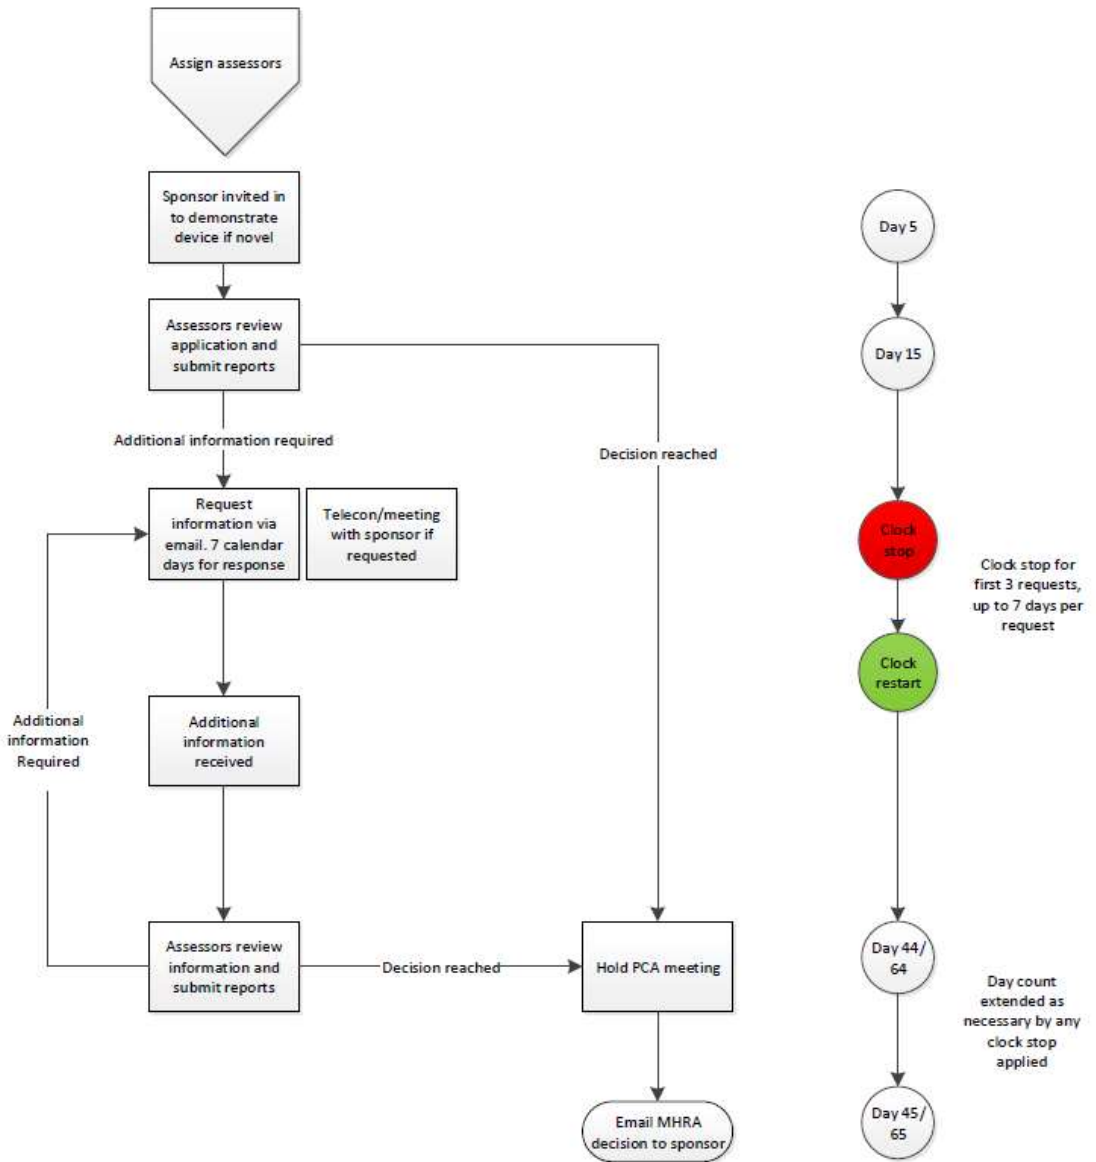 Assign assessors
Sponsor invited in
to demonstrate
device if novel
Day 5
Assessors review
application and
submit reports
Day 15
Additional information required
Decision reached
Request
information via
email. 7 calendar
days for response
Telecon/meeting
with sponsor if
requested
Clock
stop
Clock stop for
first 3 requests,
up to 7 days per
request
Clock
restart
Additional
information
Required
Additional
information
received
Assessors review
information and
submit reports
Decision reached
Hold PCA meeting
Day 44/
64
Day count
extended as
necessary by any
clock stop
applied
Email MHRA
decision to sponsor
Day 45/
65